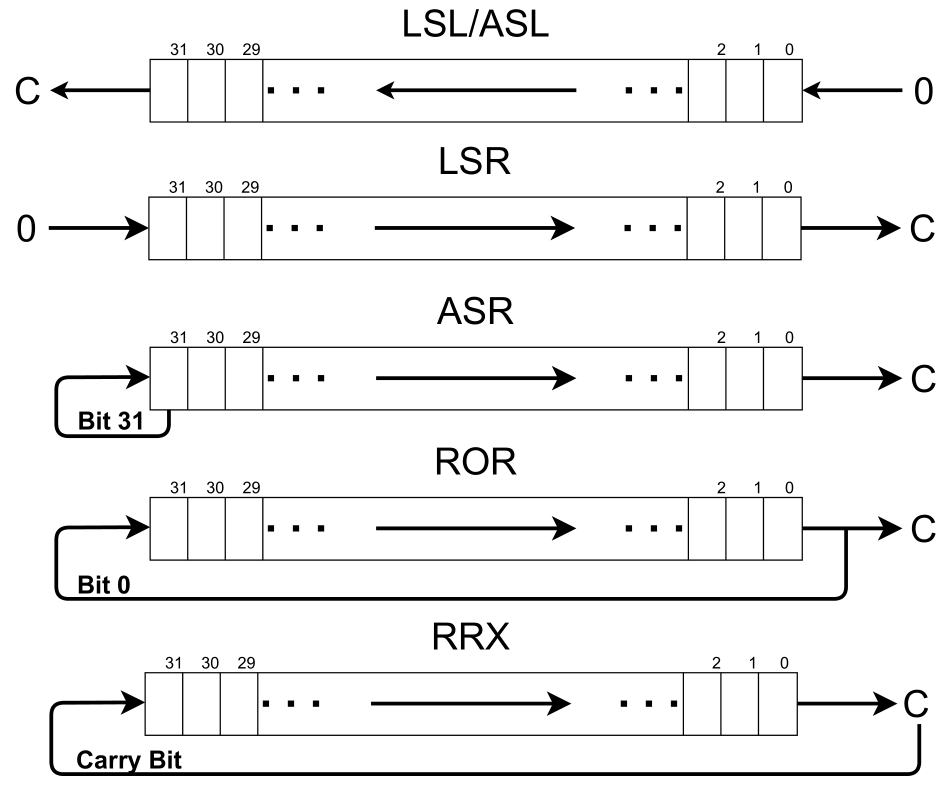 LSL/ASL
31 30 29 2 1 0
C ... ... 0
LSR
31 30 29 2 1 0
0 ... ... C
ASR
31 30 29 2 1 0
... ... C
Bit 31
ROR
31 30 29 2 1 0
... ... C
Bit 0
RRX
31 30 29 2 1 0
... ... C
Carry Bit